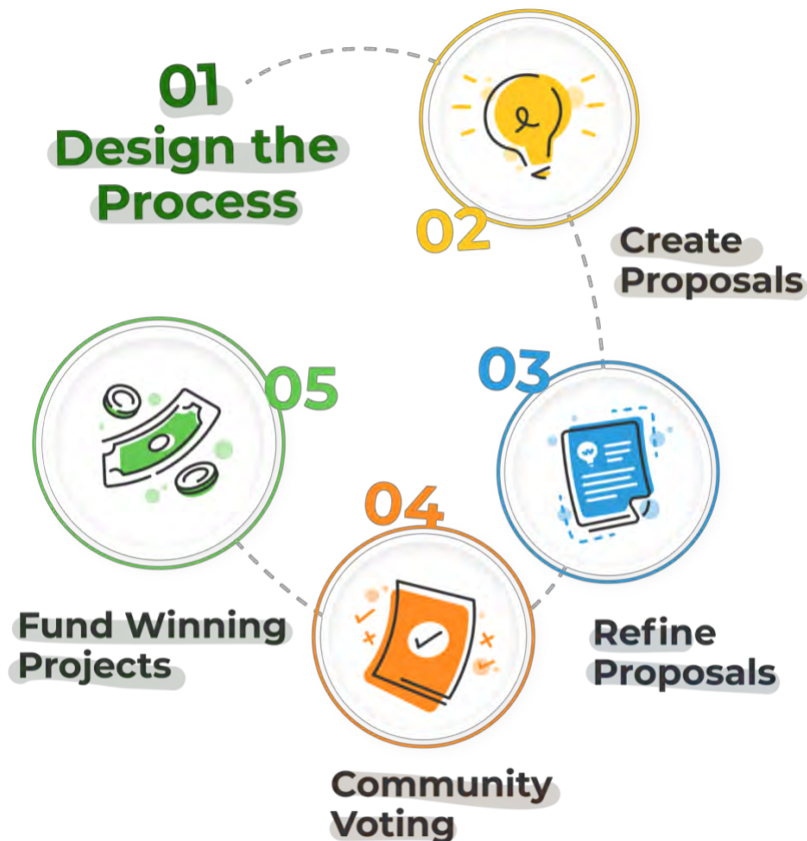 01
Design the
Process
02
Create
Proposals
03
Refine
Proposals
04
Community
Voting
05
Fund Winning
Projects